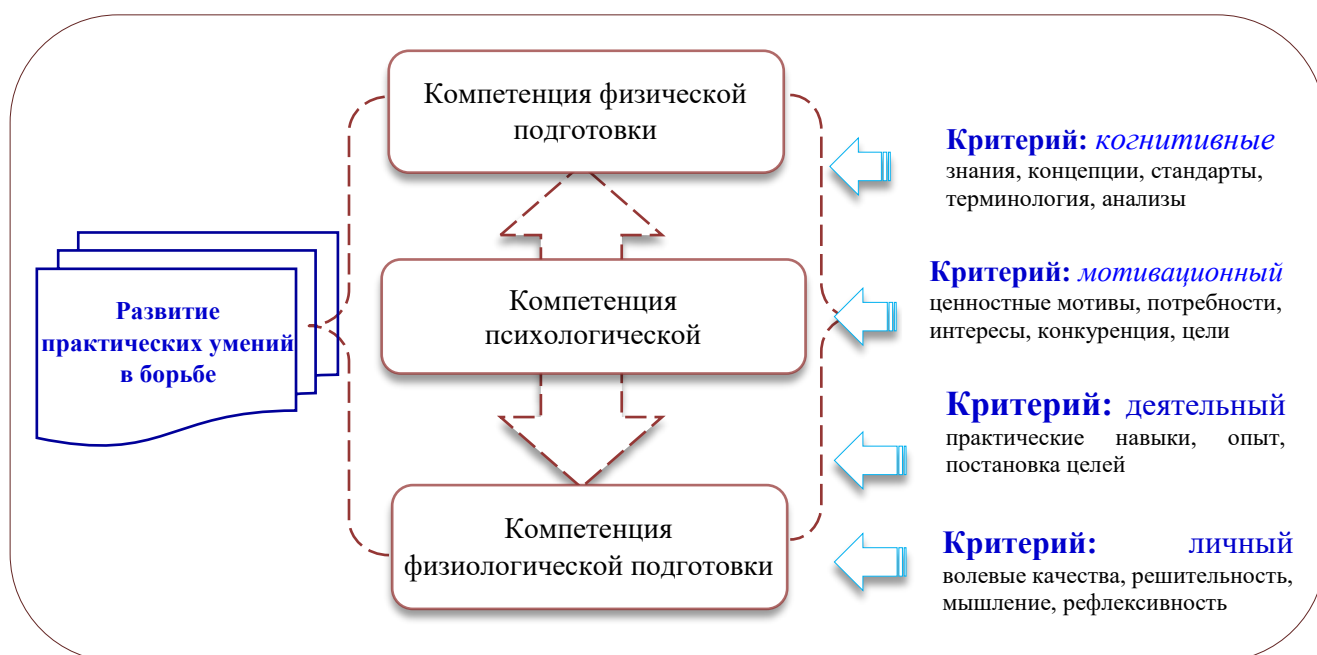 Компетенция физической
подготовки
Критерий: когнитивные
знания, концепции, стандарты,
терминология, анализы
Развитие
практических умений
в борьбе
Компетенция
психологической
Критерий: мотивационный
ценностные мотивы, потребности,
интересы, конкуренция, цели
Критерий: деятельный
практические навыки, опыт,
постановка целей
Компетенция
физиологической подготовки
Критерий: личный
волевые качества, решительность,
мышление, рефлексивность